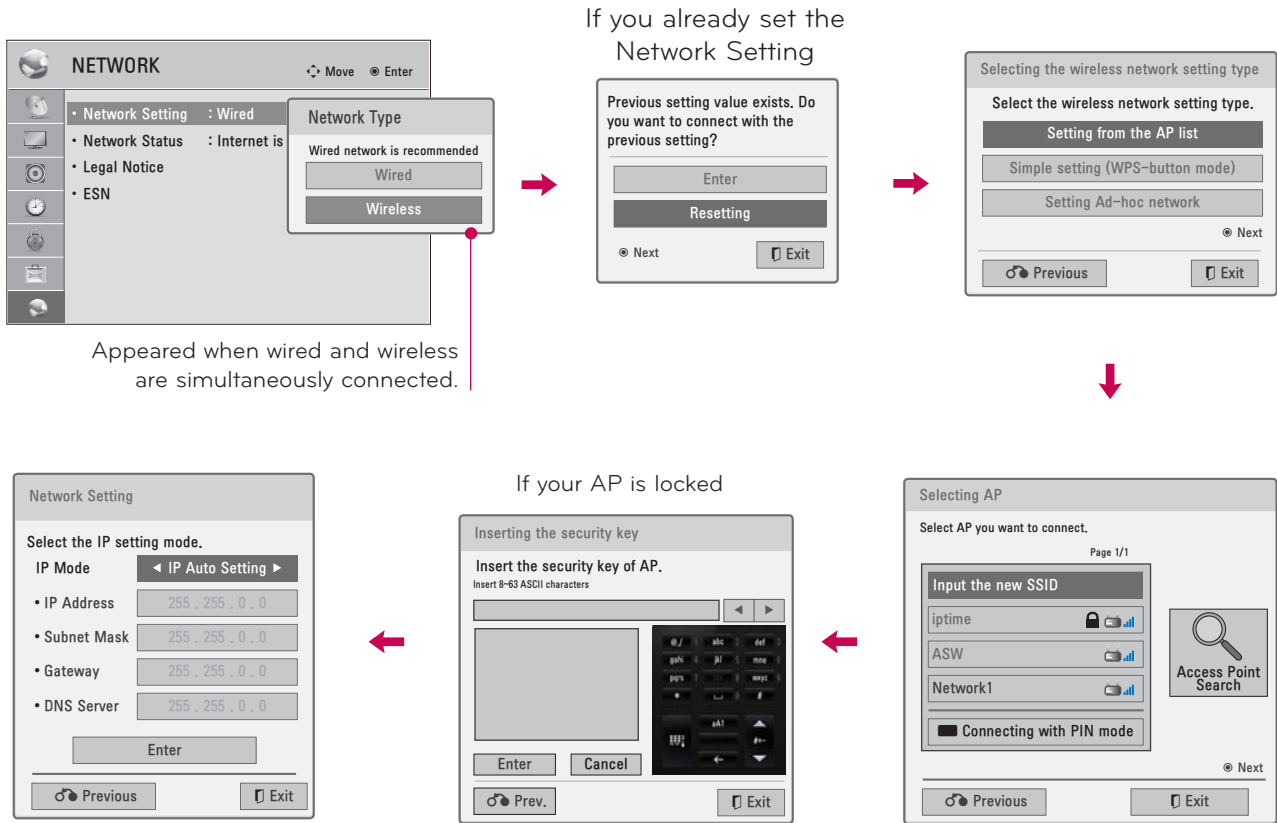 If you already set the
Network Setting
NETWORK
Move ◉ Enter
• Network Setting : Wired
• Network Status : Internet is
• Legal Notice
• ESN
Network Type
Wired network is recommended
Wired
Wireless
Appeared when wired and wireless
are simultaneously connected.
Previous setting value exists. Do
you want to connect with the
previous setting?
Enter
Resetting
◉ Next
Exit
Selecting the wireless network setting type
Select the wireless network setting type.
Setting from the AP list
Simple setting (WPS-button mode)
Setting Ad-hoc network
◉ Next
Previous
Exit
Selecting AP
Select AP you want to connect.
Page 1/1
Input the new SSID
iptime
ASW
Network1
Connecting with PIN mode
Access Point
Search
◉ Next
Previous
Exit
If your AP is locked
Inserting the security key
Insert the security key of AP.
Insert 8~63 ASCII characters
◀ ▶
abc 2 def 3
jkl 5
aA1
Enter
Cancel
Prev.
Exit
Network Setting
Select the IP setting mode.
IP Mode ◀ IP Auto Setting ▶
• IP Address 255 . 255 . 0 . 0
• Subnet Mask 255 . 255 . 0 . 0
• Gateway 255 . 255 . 0 . 0
• DNS Server 255 . 255 . 0 . 0
Enter
Previous
Exit